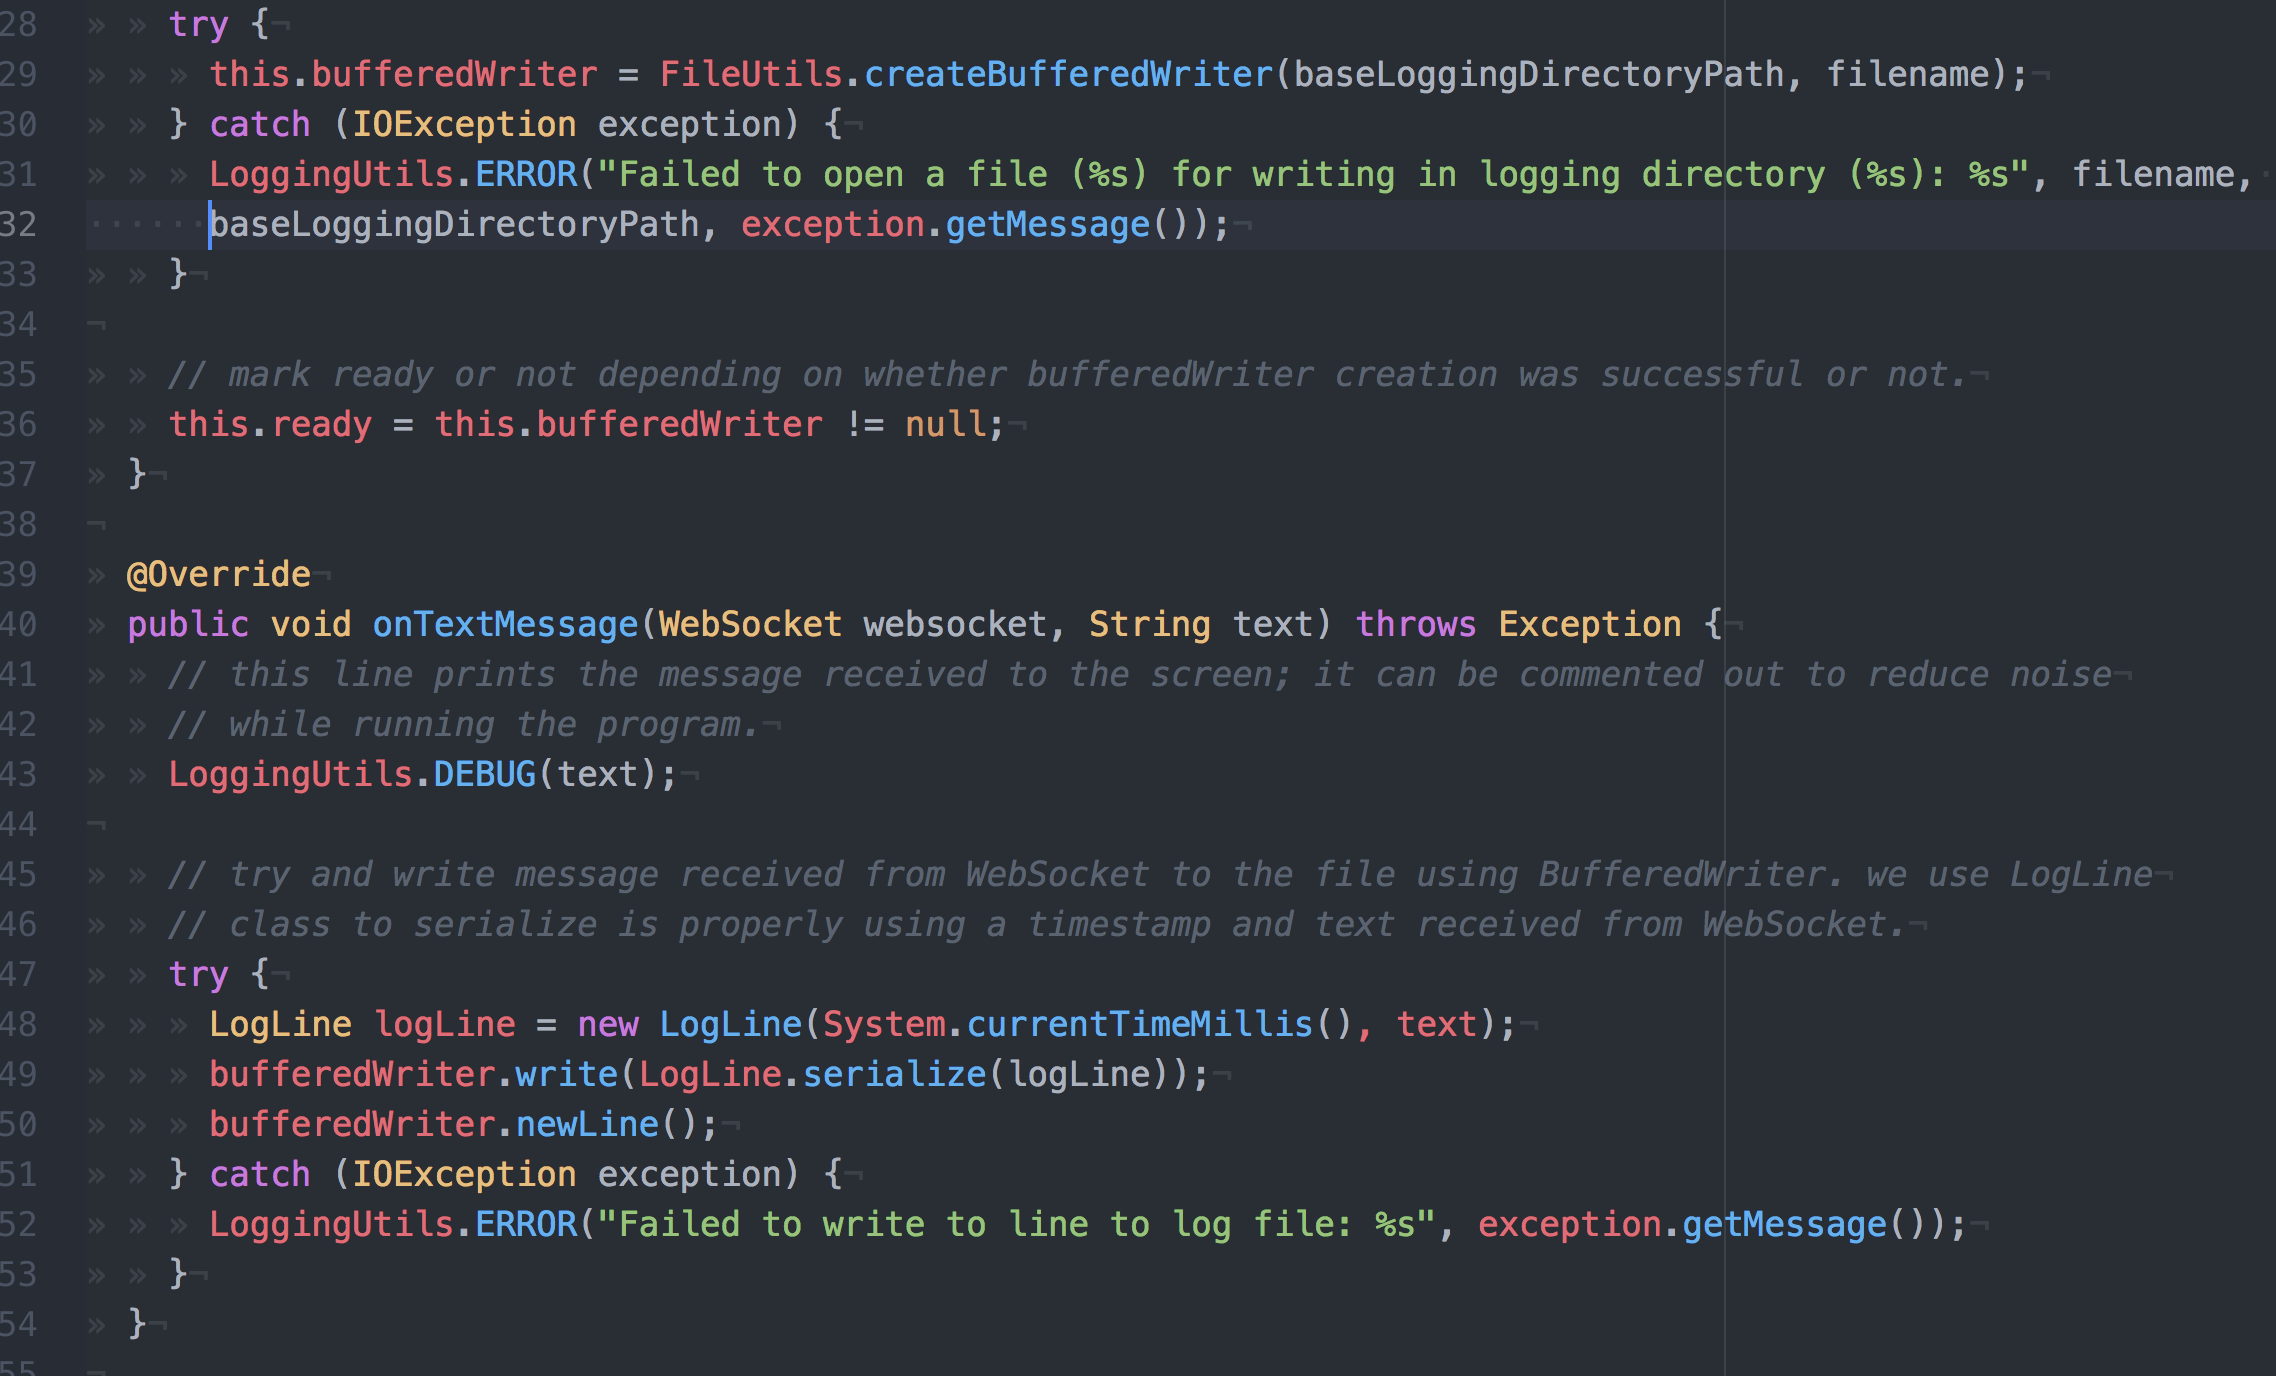 28 try {
29 this.bufferedWriter = FileUtils.createBufferedWriter(baseLoggingDirectoryPath, filename);
30 } catch (IOException exception) {
31 LoggingUtils.ERROR("Failed to open a file (%s) for writing in logging directory (%s): %s", filename,
32 baseLoggingDirectoryPath, exception.getMessage());
33 }
34
35 // mark ready or not depending on whether bufferedWriter creation was successful or not.
36 this.ready = this.bufferedWriter != null;
37 }
38
39 @Override
40 public void onTextMessage(WebSocket websocket, String text) throws Exception {
41 // this line prints the message received to the screen; it can be commented out to reduce noise
42 // while running the program.
43 LoggingUtils.DEBUG(text);
44
45 // try and write message received from WebSocket to the file using BufferedWriter. we use LogLine
46 // class to serialize is properly using a timestamp and text received from WebSocket.
47 try {
48 LogLine logLine = new LogLine(System.currentTimeMillis(), text);
49 bufferedWriter.write(LogLine.serialize(logLine));
50 bufferedWriter.newLine();
51 } catch (IOException exception) {
52 LoggingUtils.ERROR("Failed to write to line to log file: %s", exception.getMessage());
53 }
54 }
55